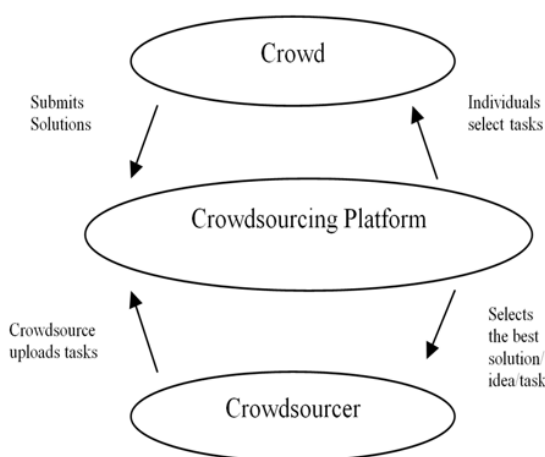 Crowd
Submits
Solutions
Individuals
select tasks
Crowdsourcing Platform
Crowdsource
uploads tasks
Selects
the best
solution/
idea/task
Crowdsourcer